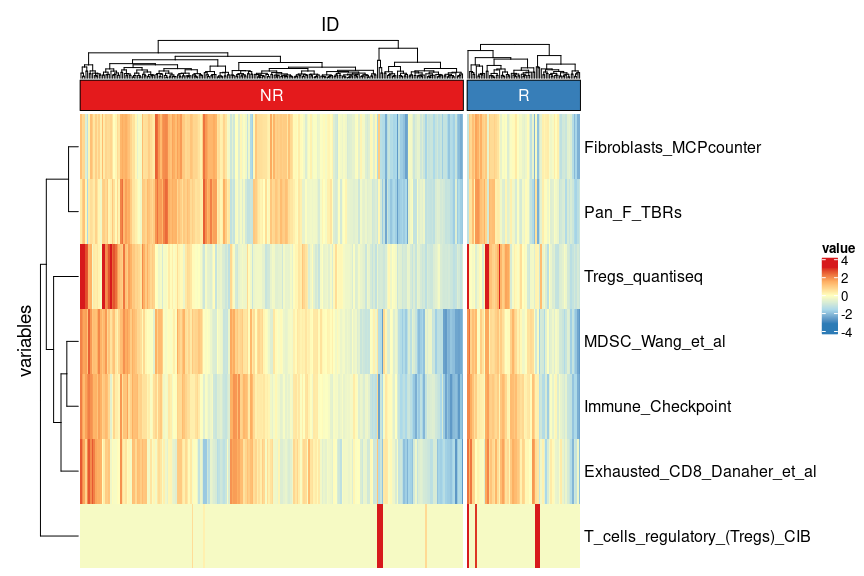 ID
NR
R
Fibroblasts_MCPcounter
Pan_F_TBRs
Tregs_quantiseq
MDSC_Wang_et_al
Immune_Checkpoint
Exhausted_CD8_Danaher_et_al
T_cells_regulatory_(Tregs)_CIB
variables
value
4
2
0
-2
-4